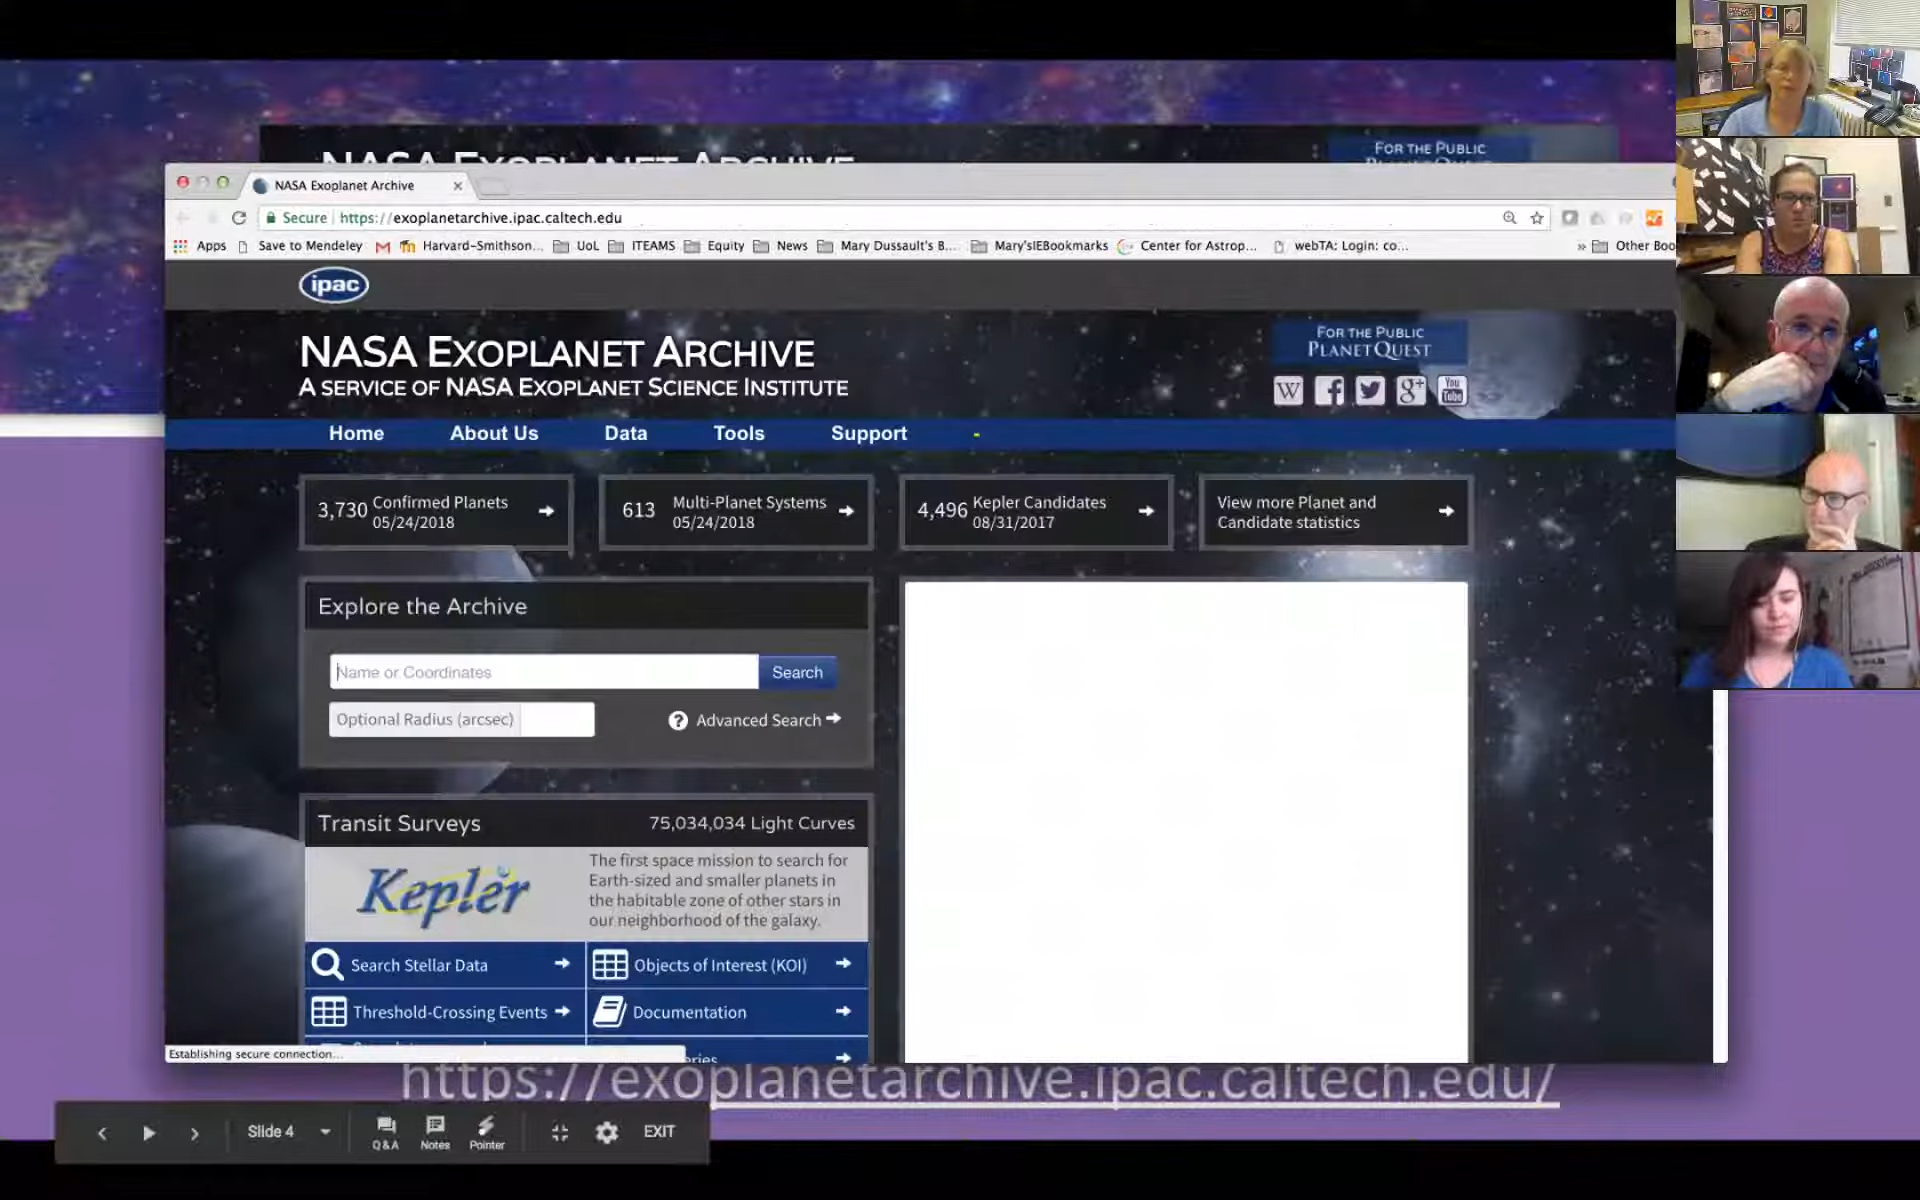 NASA EXOPLANET ARCHIVE
FOR THE PUBLIC
NASA Exoplanet Archive
Secure | https://exoplanetarchive.ipac.caltech.edu
Apps Save to Mendeley Harvard-Smithson... UoL ITEAMS Equity News Mary Dussault's B... Mary'sIEBookmarks Center for Astrop... webTA: Login: co... » Other Boo
ipac
NASA EXOPLANET ARCHIVE
A SERVICE OF NASA EXOPLANET SCIENCE INSTITUTE
FOR THE PUBLIC
PLANETQUEST
W f g+ You Tube
Home About Us Data Tools Support
3,730 Confirmed Planets
05/24/2018
613 Multi-Planet Systems
05/24/2018
4,496 Kepler Candidates
08/31/2017
View more Planet and
Candidate statistics
Explore the Archive
Name or Coordinates Search
Optional Radius (arcsec) ? Advanced Search
Transit Surveys 75,034,034 Light Curves
Kepler
The first space mission to search for
Earth-sized and smaller planets in
the habitable zone of other stars in
our neighborhood of the galaxy.
Search Stellar Data Objects of Interest (KOI)
Threshold-Crossing Events Documentation
Establishing secure connection...
https://exoplanetarchive.ipac.caltech.edu/
Slide 4 Q&A Notes Pointer EXIT